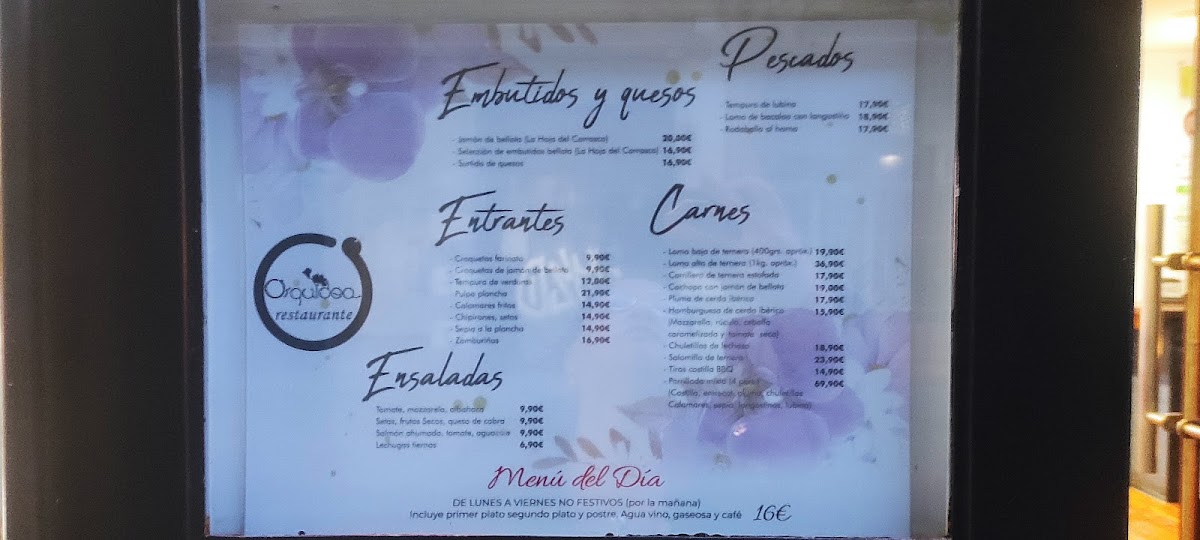 Embutidos y quesos
- Jamón de bellota (La Hoja del Carrasco) 20,00€
- Selección de embutidos bellota (La Hoja del Carrasco) 16,90€
- Surtido de quesos 16,90€
Pescados
- Tempura de lubina 17,90€
- Lomo de bacalao con langostino 18,90€
- Rodaballo al horno 17,90€
Entrantes
- Croquetas farinato 9,90€
- Croquetas de jamón de bellota 9,90€
- Tempura de verduras 12,00€
Pulpo plancha 21,90€
- Calamares fritos 14,90€
- Chipirones, setas 14,90€
- Sepia a la plancha 14,90€
- Zamburiñas 16,90€
Carnes
- Lomo bajo de ternera (400grs. aprox.) 19,90€
- Lomo alto de ternera (1kg. aprox.) 36,90€
- Carrillera de ternera estofada 17,90€
- Cachopo con jamón de bellota 19,00€
- Pluma de cerdo ibérico 17,90€
- Hamburguesa de cerdo ibérico 15,90€
(Mozzarella, rúcula, cebolla
caramelizada y tomate seco)
- Chuletillas de lechazo 18,90€
- Solomillo de ternera 23,90€
- Tiras costilla BBQ 14,90€
- Parrillada mixta (4 pers.) 69,90€
(Costilla, pluma, chuletillas
Calamares, sepia, langostinos, lubina)
Orquidea
restaurante
Ensaladas
Tomate, mozzarela, albahaca 9,90€
Setas, frutos Secos, queso de cabra 9,90€
Salmón ahumado, tomate, aguacate 9,90€
Lechugas tiernas 6,90€
Menú del Día
DE LUNES A VIERNES NO FESTIVOS (por la mañana)
Incluye primer plato segundo plato y postre, Agua vino, gaseosa y café 16€